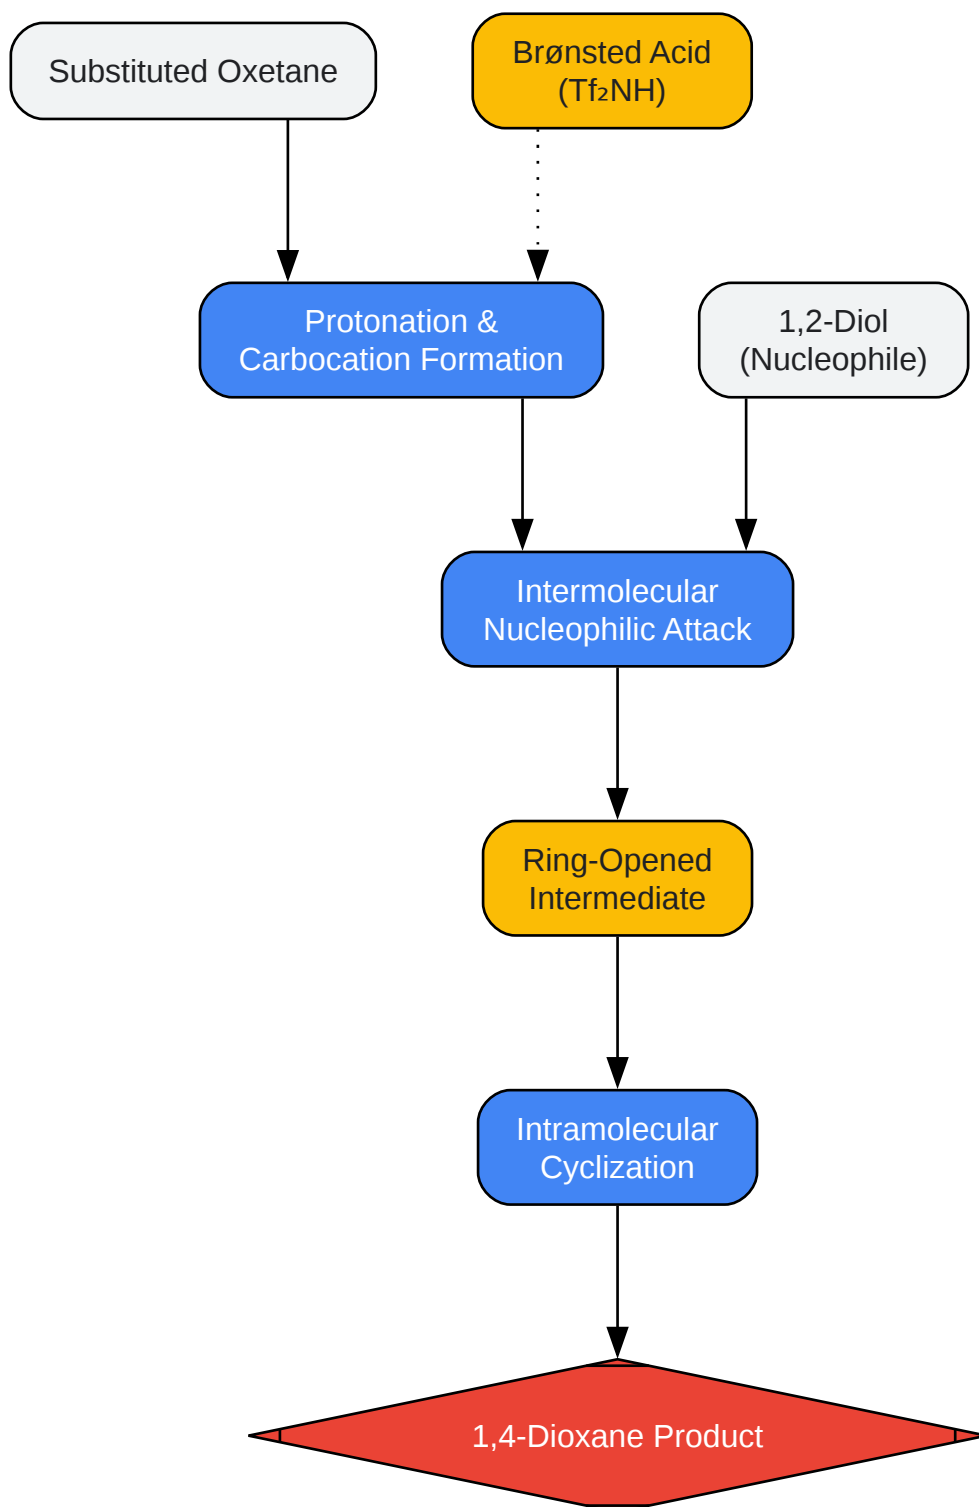 Substituted Oxetane
Brønsted Acid
(Tf₂NH)
Protonation &
Carbocation Formation
1,2-Diol
(Nucleophile)
Intermolecular
Nucleophilic Attack
Ring-Opened
Intermediate
Intramolecular
Cyclization
1,4-Dioxane Product